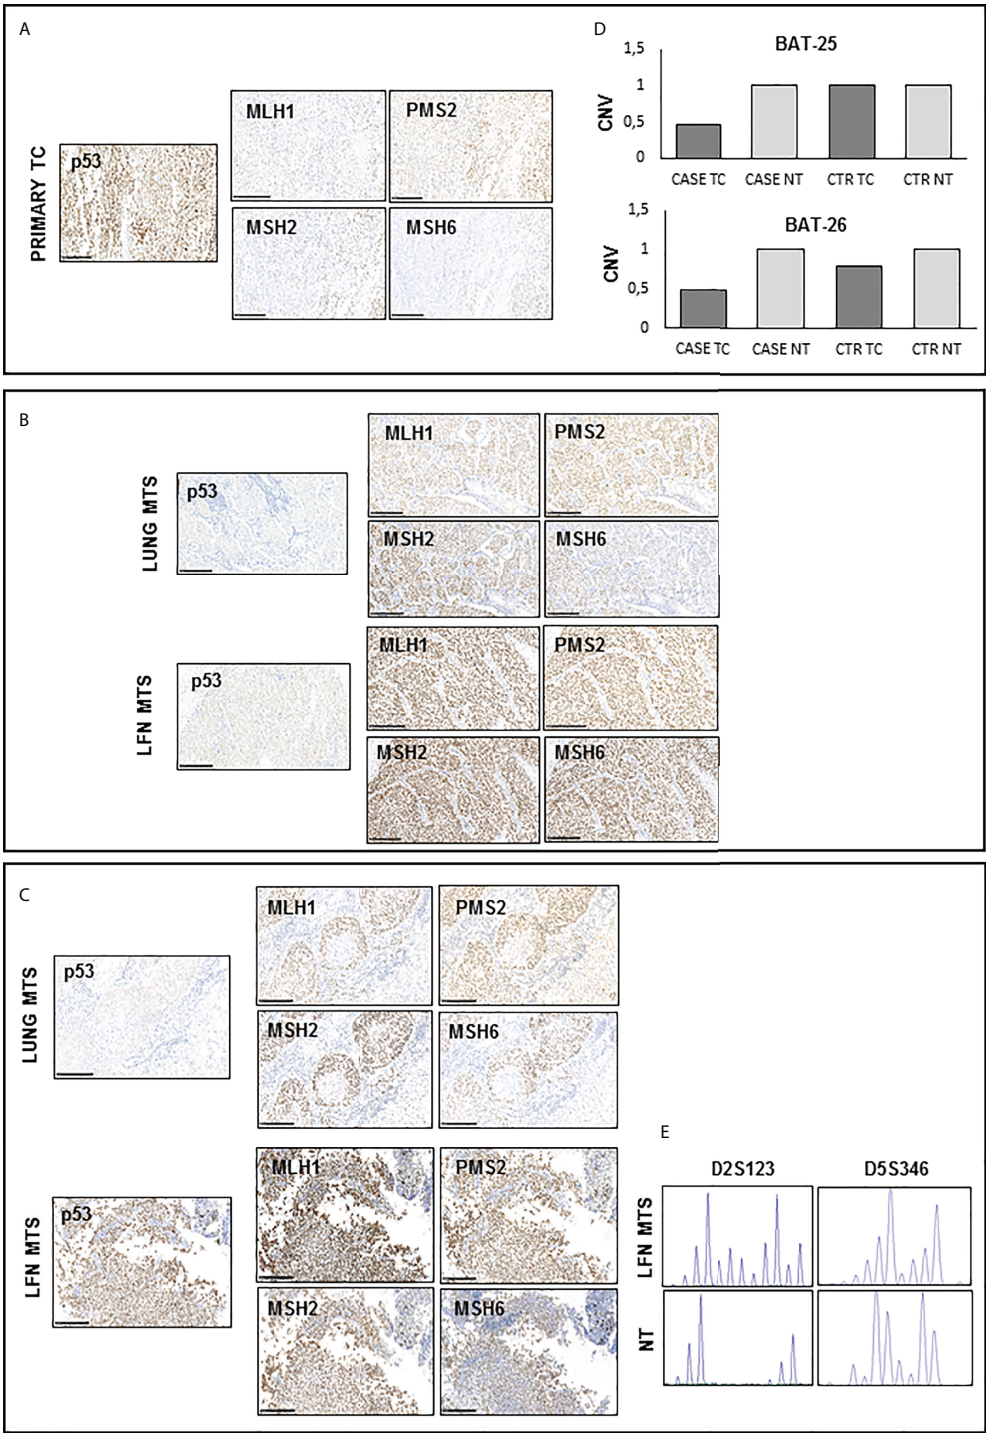 A
PRIMARY TC
p53
MLH1
PMS2
MSH2
MSH6
D
BAT-25
CNV
1,5
1
0,5
0
CASE TC
CASE NT
CTR TC
CTR NT
BAT-26
CNV
1,5
1
0,5
0
CASE TC
CASE NT
CTR TC
CTR NT
B
LUNG MTS
p53
MLH1
PMS2
MSH2
MSH6
LFN MTS
p53
MLH1
PMS2
MSH2
MSH6
C
LUNG MTS
p53
MLH1
PMS2
MSH2
MSH6
LFN MTS
p53
MLH1
PMS2
MSH2
MSH6
E
D2S123
D5S346
LFN MTS
NT